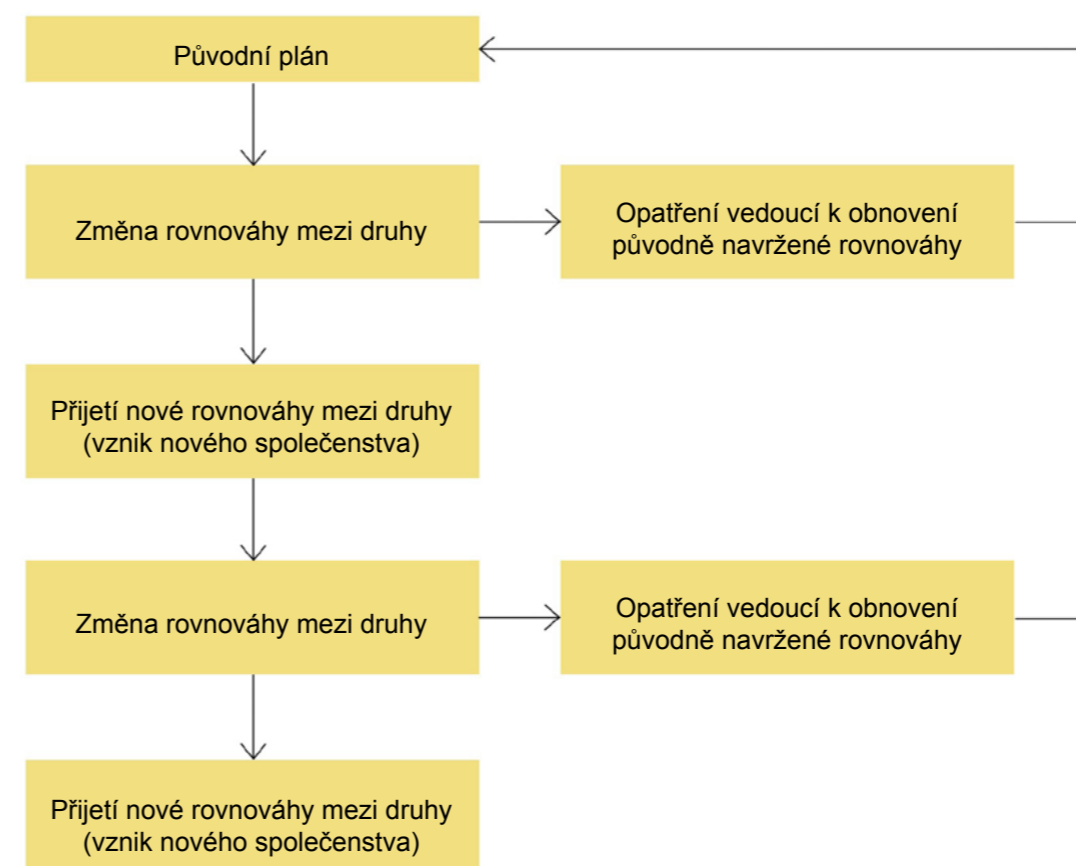 Původní plán
Změna rovnováhy mezi druhy
Opatření vedoucí k obnovení
původně navržené rovnováhy
Přijetí nové rovnováhy mezi druhy
(vznik nového společenstva)
Změna rovnováhy mezi druhy
Opatření vedoucí k obnovení
původně navržené rovnováhy
Přijetí nové rovnováhy mezi druhy
(vznik nového společenstva)